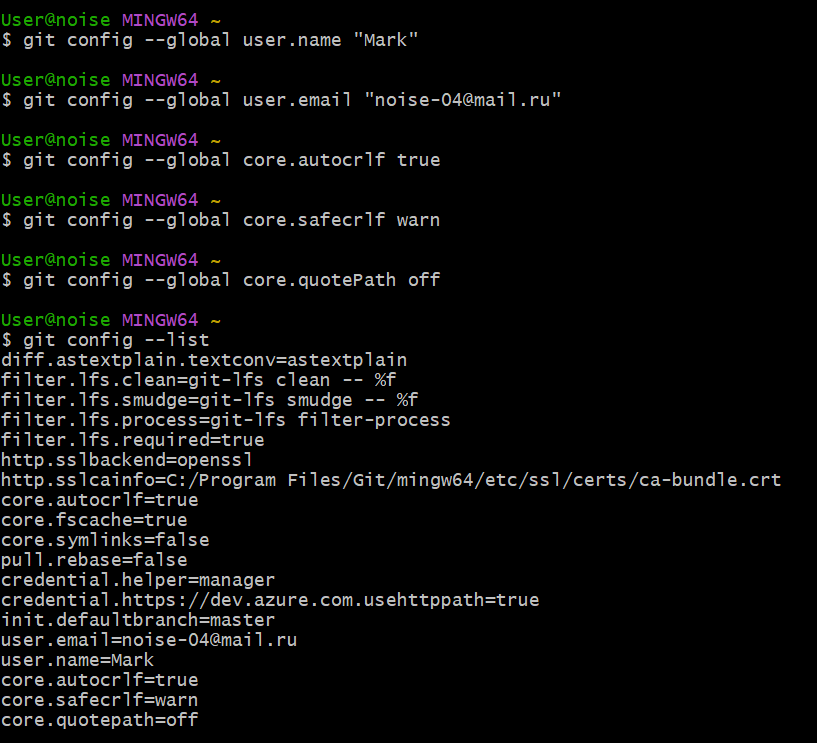 User@noise MINGW64 ~
$ git config --global user.name "Mark"
User@noise MINGW64 ~
$ git config --global user.email "noise-04@mail.ru"
User@noise MINGW64 ~
$ git config --global core.autocrlf true
User@noise MINGW64 ~
$ git config --global core.safecrlf warn
User@noise MINGW64 ~
$ git config --global core.quotePath off
User@noise MINGW64 ~
$ git config --list
diff.astextplain.textconv=astextplain
filter.lfs.clean=git-lfs clean -- %f
filter.lfs.smudge=git-lfs smudge -- %f
filter.lfs.process=git-lfs filter-process
filter.lfs.required=true
http.sslbackend=openssl
http.sslcainfo=C:/Program Files/Git/mingw64/etc/ssl/certs/ca-bundle.crt
core.autocrlf=true
core.fscache=true
core.symlinks=false
pull.rebase=false
credential.helper=manager
credential.https://dev.azure.com.usehttppath=true
init.defaultbranch=master
user.email=noise-04@mail.ru
user.name=Mark
core.autocrlf=true
core.safecrlf=warn
core.quotepath=off